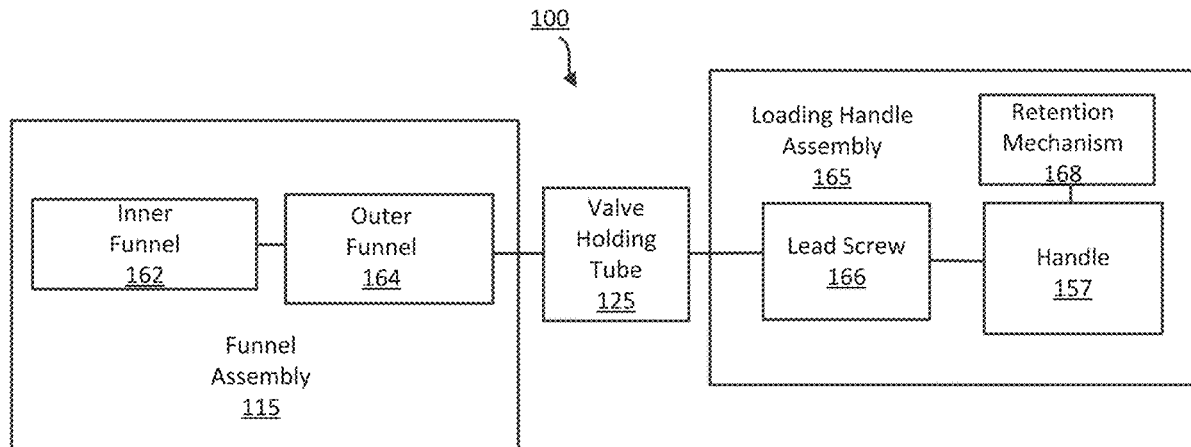 100
Inner
Funnel
162
Outer
Funnel
164
Funnel
Assembly
115
Valve
Holding
Tube
125
Loading Handle
Assembly
165
Retention
Mechanism
168
Lead Screw
166
Handle
157